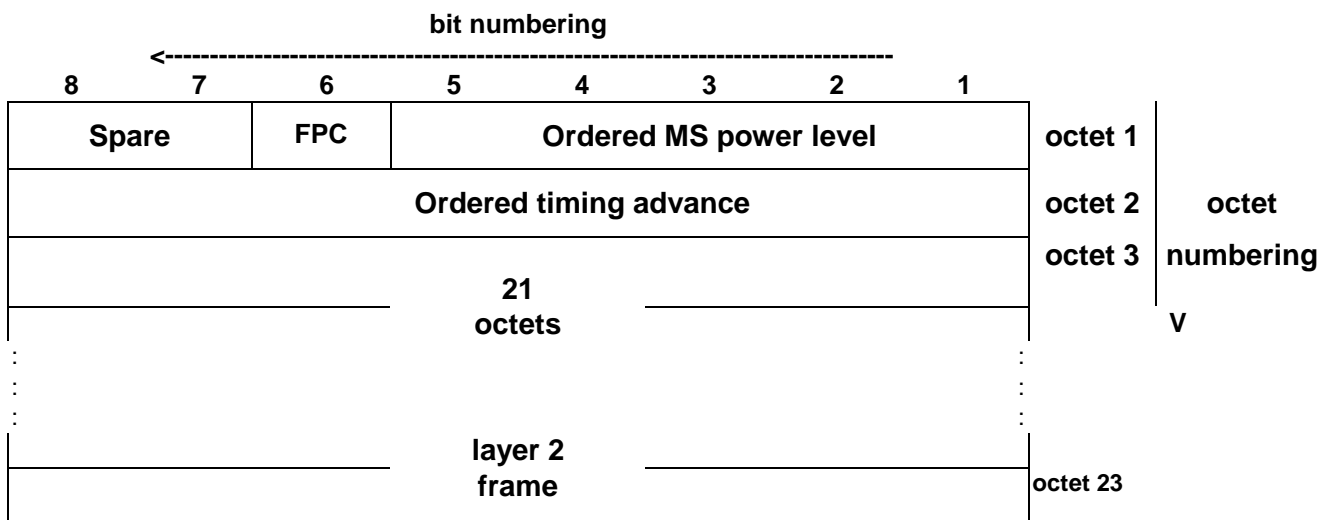 bit numbering
<--------------------------------------------------------------------------------
8 7 6 5 4 3 2 1
Spare FPC Ordered MS power level octet 1
Ordered timing advance octet 2 octet
octet 3 numbering
21
octets
V
: :
: :
: :
layer 2
frame octet 23